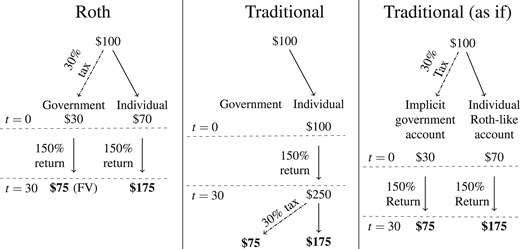 Roth
$100
30%
tax
Government
Individual
$30
$70
t = 0
150%
return
150%
return
t = 30
$75 (FV)
$175
Traditional
$100
Government
Individual
t = 0
$100
150%
return
t = 30
$250
30% tax
$75
$175
Traditional (as if)
$100
30%
Tax
Implicit
government
account
Individual
Roth-like
account
t = 0
$30
$70
150%
Return
150%
Return
t = 30
$75
$175